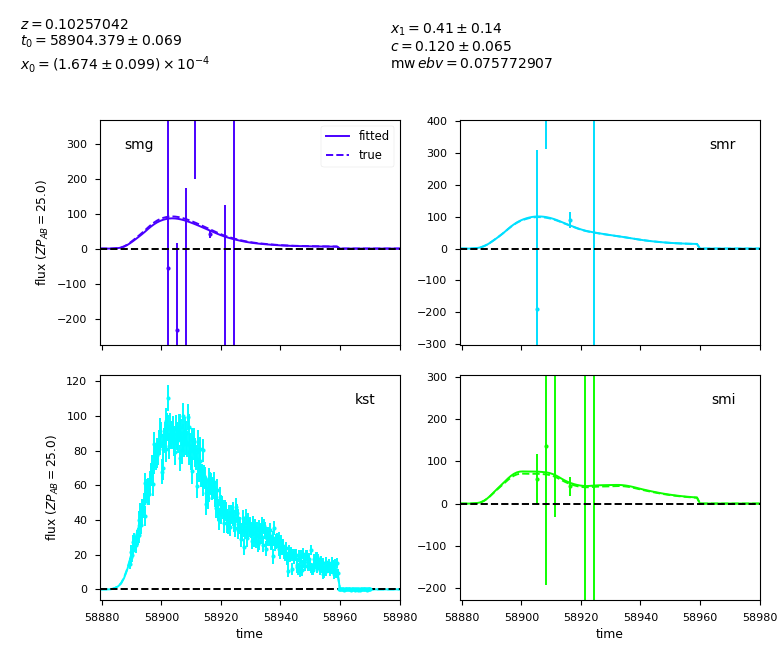 z = 0.10257042
t₀ = 58904.379 ± 0.069
x₀ = (1.674 ± 0.099) × 10⁻⁴
x₁ = 0.41 ± 0.14
c = 0.120 ± 0.065
mw ebv = 0.075772907
smg
fitted
true
300
200
100
0
−100
−200
flux (ZP_AB = 25.0)
smr
400
300
200
100
0
−100
−200
−300
kst
120
100
80
60
40
20
0
flux (ZP_AB = 25.0)
58880 58900 58920 58940 58960 58980
time
smi
300
200
100
0
−100
−200
58880 58900 58920 58940 58960 58980
time